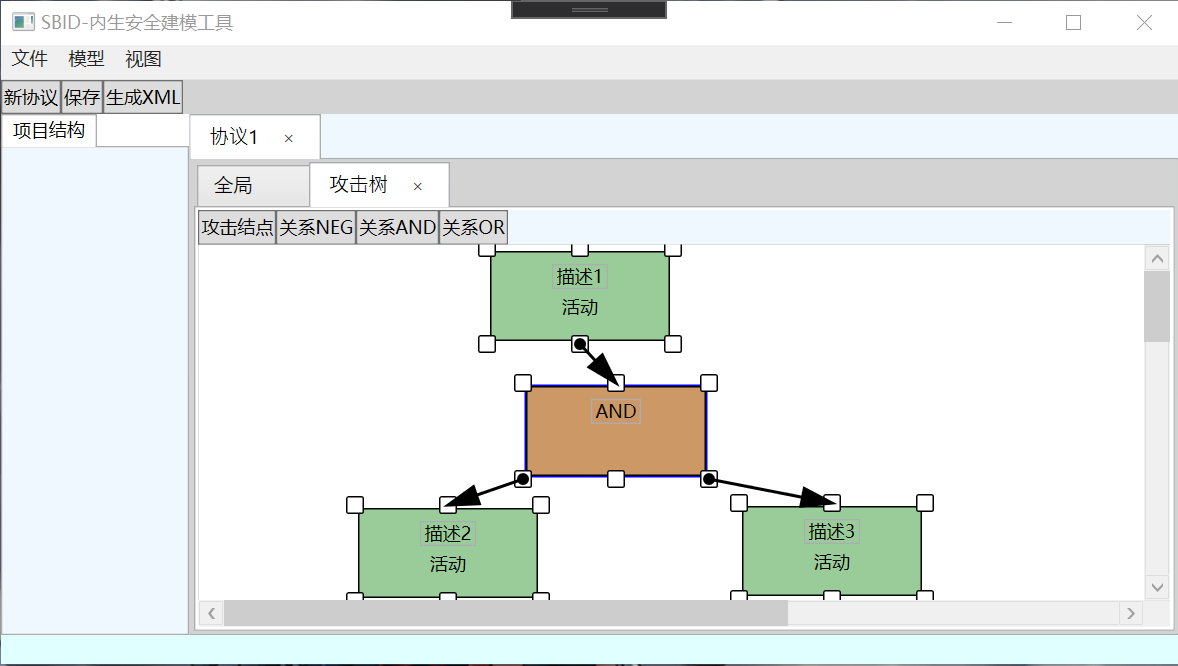 SBID-内生安全建模工具
文件 模型 视图
新协议 保存 生成XML
项目结构
协议1 ×
全局 攻击树 ×
攻击结点 关系NEG 关系AND 关系OR
描述1
活动
AND
描述2
活动
描述3
活动